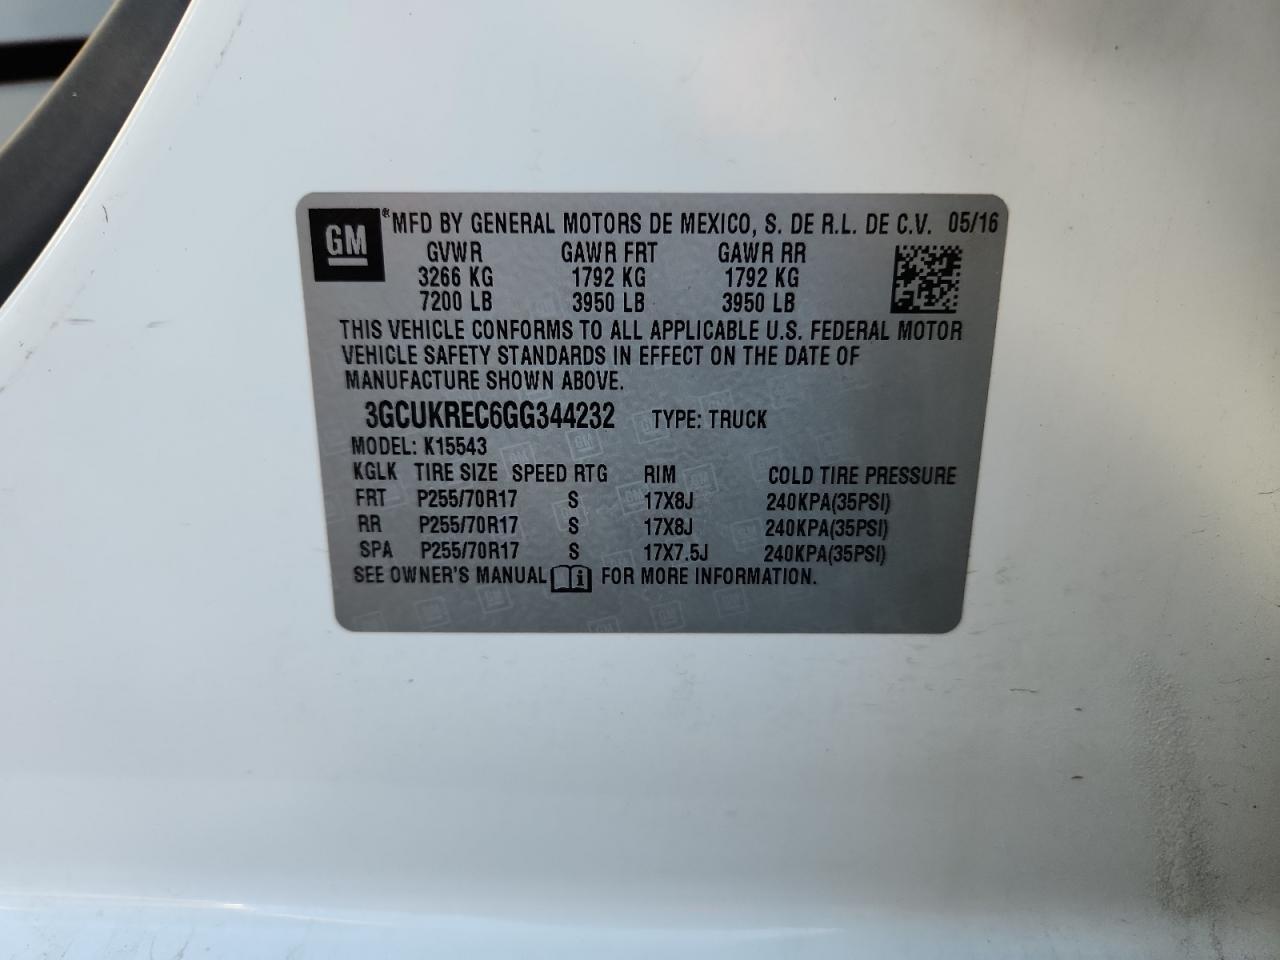 GM ® MFD BY GENERAL MOTORS DE MEXICO, S. DE R.L. DE C.V. 05/16
GVWR GAWR FRT GAWR RR
3266 KG 1792 KG 1792 KG
7200 LB 3950 LB 3950 LB
THIS VEHICLE CONFORMS TO ALL APPLICABLE U.S. FEDERAL MOTOR
VEHICLE SAFETY STANDARDS IN EFFECT ON THE DATE OF
MANUFACTURE SHOWN ABOVE.
3GCUKREC6GG344232 TYPE: TRUCK
MODEL: K15543
KGLK TIRE SIZE SPEED RTG RIM COLD TIRE PRESSURE
FRT P255/70R17 S 17X8J 240KPA(35PSI)
RR P255/70R17 S 17X8J 240KPA(35PSI)
SPA P255/70R17 S 17X7.5J 240KPA(35PSI)
SEE OWNER'S MANUAL FOR MORE INFORMATION.